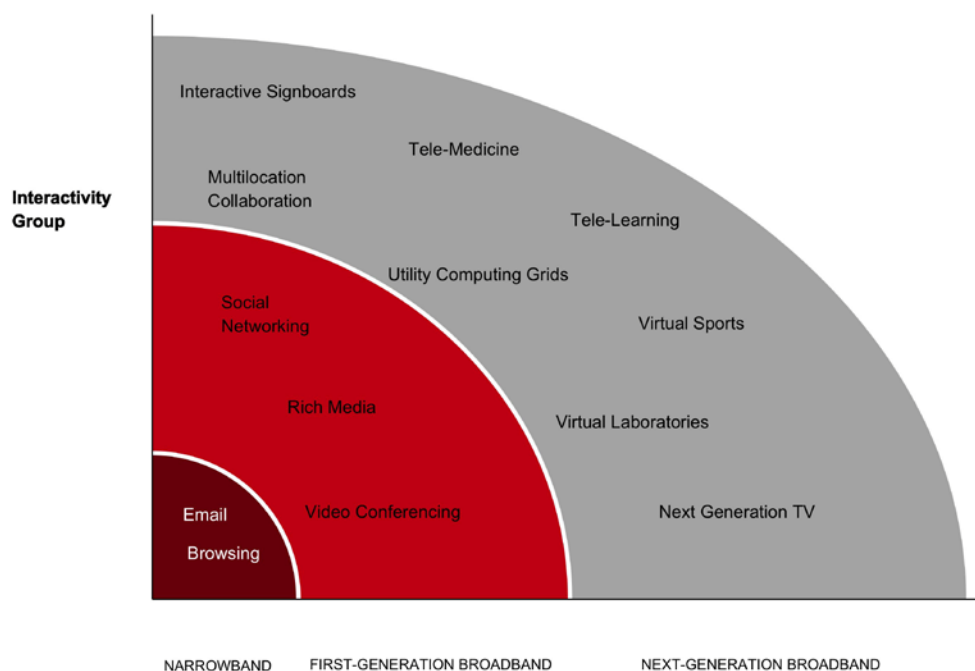 Interactive Signboards
Tele-Medicine
Multilocation
Collaboration
Interactivity
Group
Tele-Learning
Utility Computing Grids
Social
Networking
Virtual Sports
Rich Media
Virtual Laboratories
Email
Video Conferencing
Next Generation TV
Browsing
NARROWBAND
FIRST-GENERATION BROADBAND
NEXT-GENERATION BROADBAND